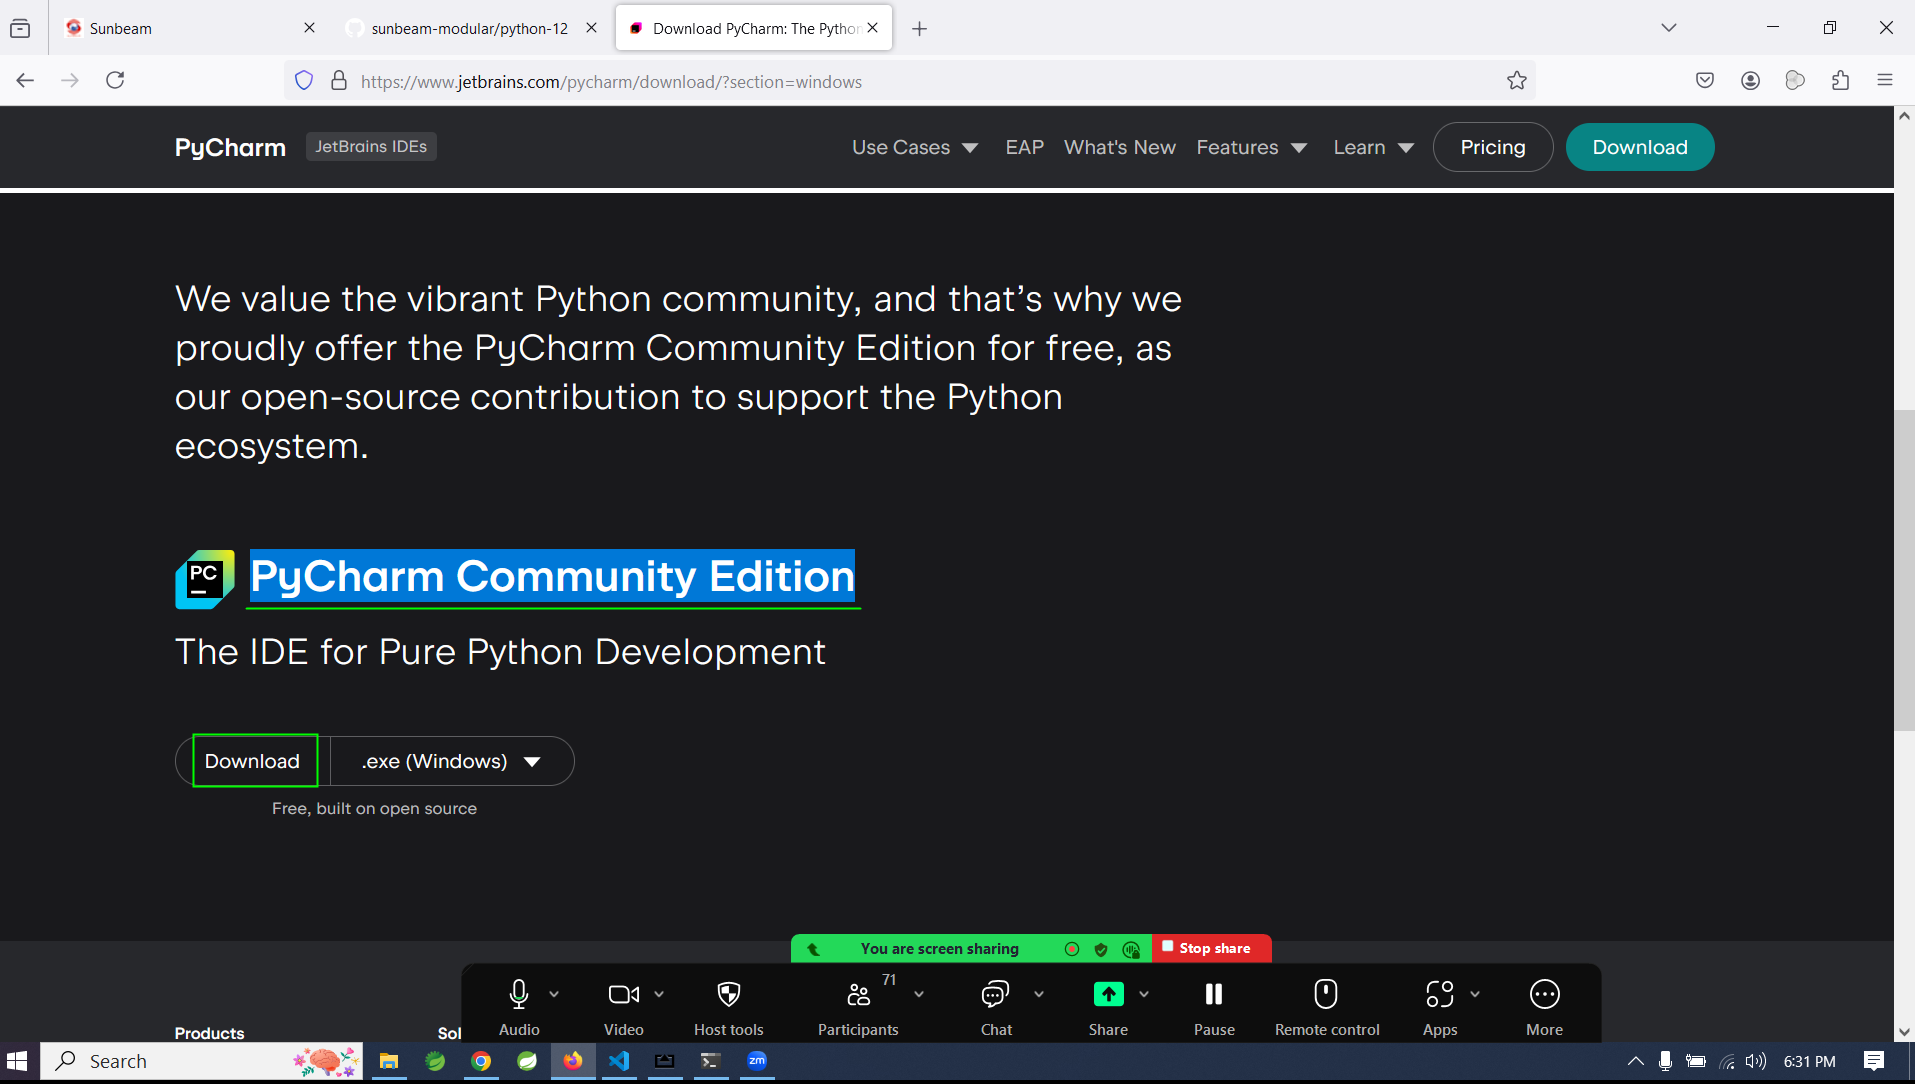 Sunbeam
sunbeam-modular/python-12
Download PyCharm: The Python
https://www.jetbrains.com/pycharm/download/?section=windows
PyCharm
JetBrains IDEs
Use Cases
EAP
What's New
Features
Learn
Pricing
Download
We value the vibrant Python community, and that’s why we
proudly offer the PyCharm Community Edition for free, as
our open-source contribution to support the Python
ecosystem.
PC
PyCharm Community Edition
The IDE for Pure Python Development
Download
.exe (Windows)
Free, built on open source
You are screen sharing
Stop share
71
Audio
Video
Host tools
Participants
Chat
Share
Pause
Remote control
Apps
More
Products
Sol
Search
zm
6:31 PM